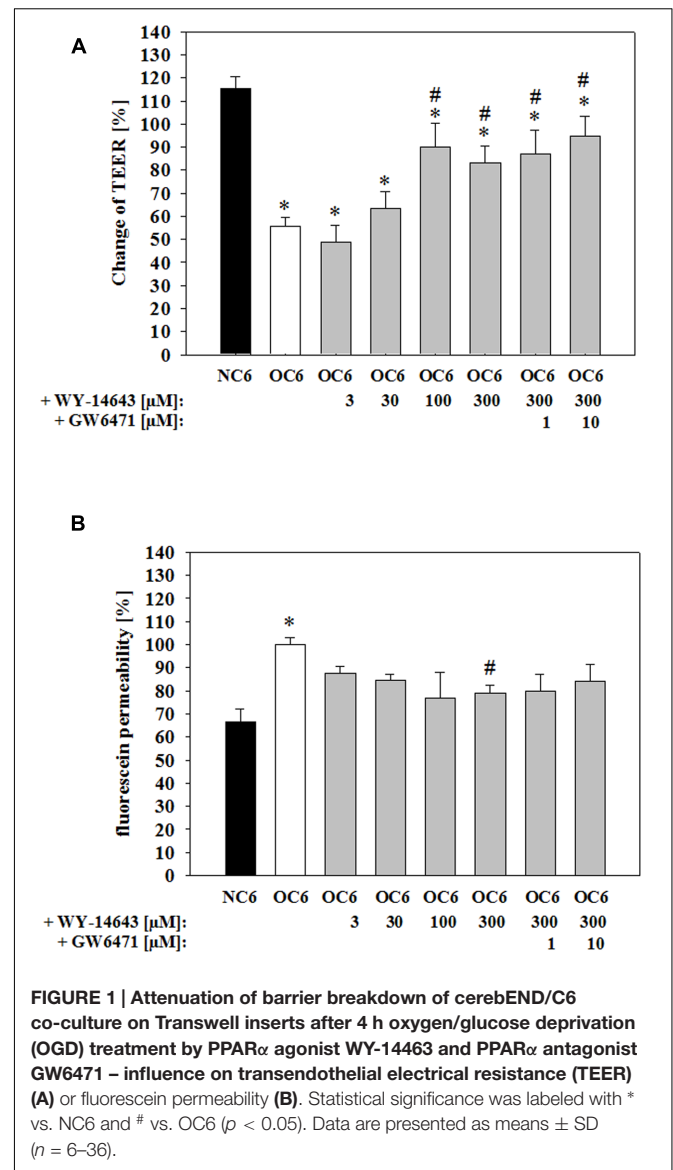 A
Change of TEER [%]
140
130
120
110
100
90
80
70
60
50
40
30
20
10
0
*
*
*
#
*
#
*
#
*
#
*
NC6 OC6 OC6 OC6 OC6 OC6 OC6 OC6
+ WY-14643 [µM]: 3 30 100 300 300 300
+ GW6471 [µM]: 1 10
B
fluorescein permeability [%]
140
130
120
110
100
90
80
70
60
50
40
30
20
10
0
*
#
NC6 OC6 OC6 OC6 OC6 OC6 OC6 OC6
+ WY-14643 [µM]: 3 30 100 300 300 300
+ GW6471 [µM]: 1 10
FIGURE 1 | Attenuation of barrier breakdown of cerebEND/C6
co-culture on Transwell inserts after 4 h oxygen/glucose deprivation
(OGD) treatment by PPARα agonist WY-14463 and PPARα antagonist
GW6471 – influence on transendothelial electrical resistance (TEER)
(A) or fluorescein permeability (B). Statistical significance was labeled with *
vs. NC6 and # vs. OC6 (p < 0.05). Data are presented as means ± SD
(n = 6–36).